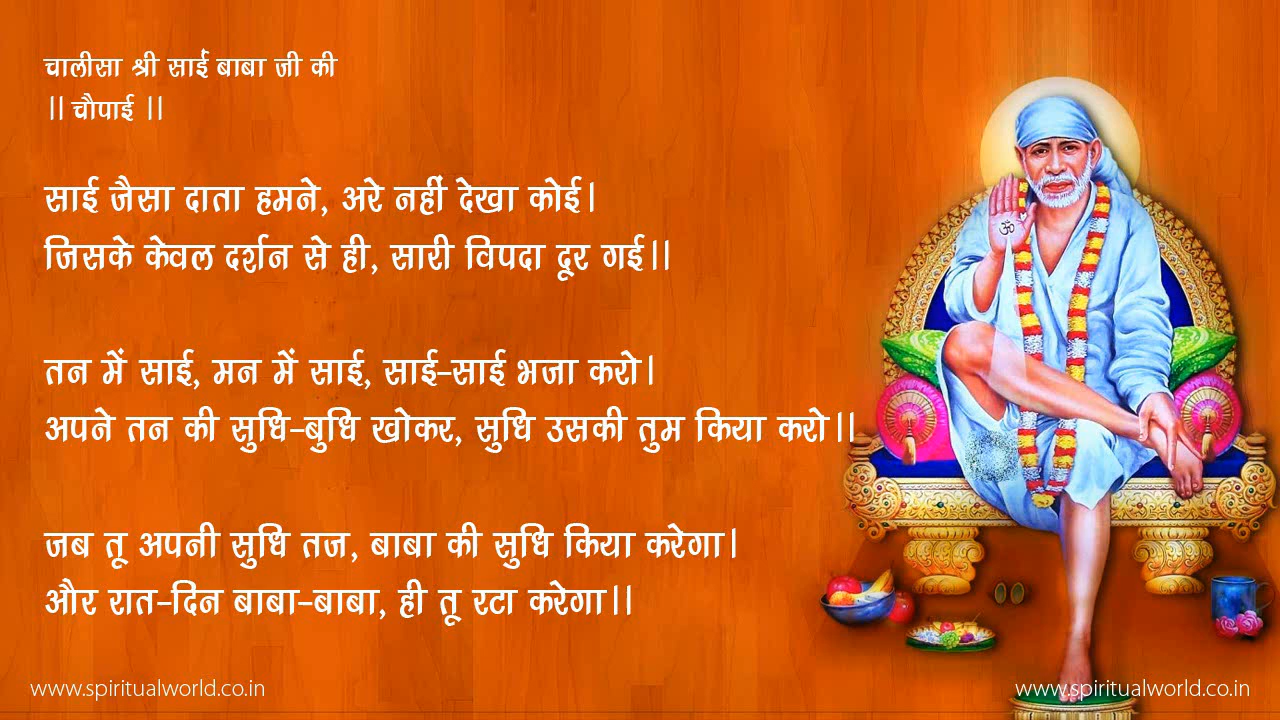 चालीसा श्री साईं बाबा जी की
|| चौपाई ||
साई जैसा दाता हमने, अरे नहीं देखा कोई।
जिसके केवल दर्शन से ही, सारी विपदा दूर गई।।
तन में साई, मन में साई, साई-साई भजा करो।
अपने तन की सुधि-बुधि खोकर, सुधि उसकी तुम किया करो।।
जब तू अपनी सुधि तज, बाबा की सुधि किया करेगा।
और रात-दिन बाबा-बाबा, ही तू रटा करेगा।।
ॐ
www.spiritualworld.co.in
www.spiritualworld.co.in